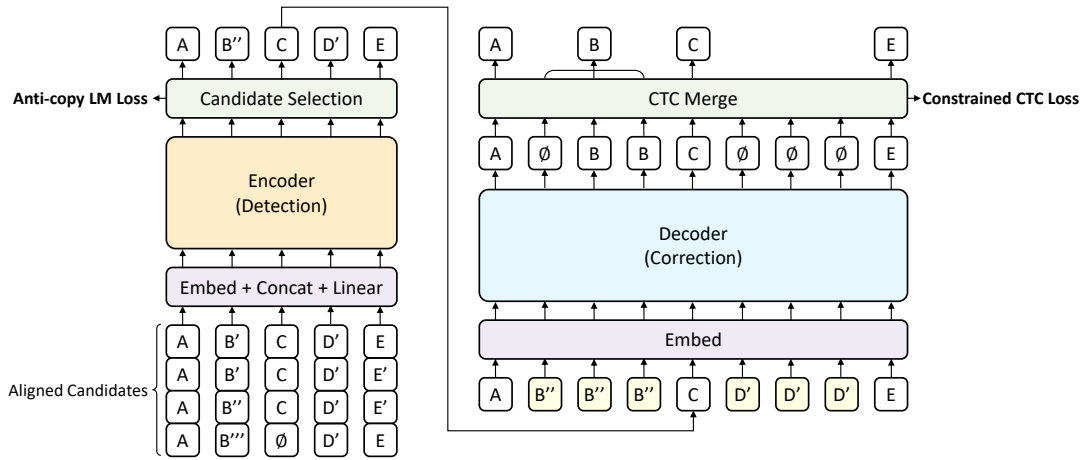 A B’’ C D’ E
Anti-copy LM Loss
Candidate Selection
Encoder
(Detection)
Embed + Concat + Linear
Aligned Candidates
A B’ C D’ E
A B’ C D’ E’
A B’’ C D’ E’
A B’’’ Ø D’ E
A B C E
CTC Merge
Constrained CTC Loss
A Ø B B C Ø Ø Ø E
Decoder
(Correction)
Embed
A B’’ B’’ B’’ C D’ D’ D’ E